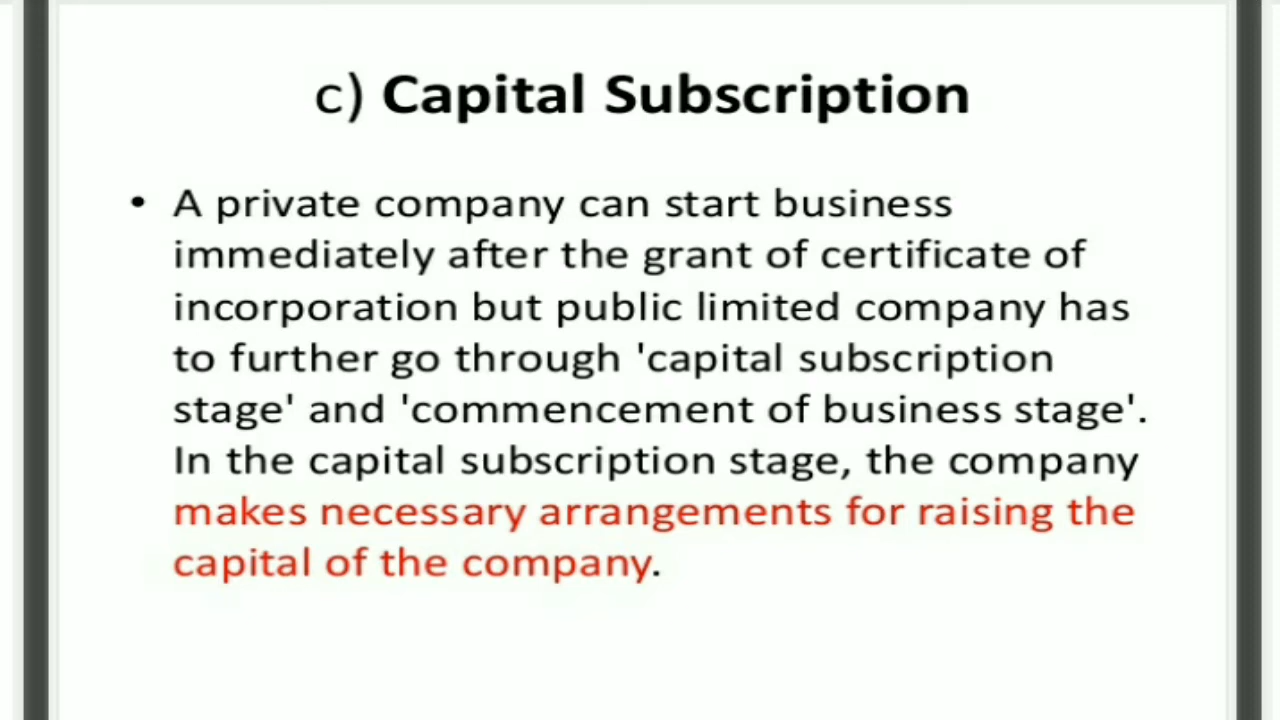 c) Capital Subscription
• A private company can start business
immediately after the grant of certificate of
incorporation but public limited company has
to further go through 'capital subscription
stage' and 'commencement of business stage'.
In the capital subscription stage, the company
makes necessary arrangements for raising the
capital of the company.